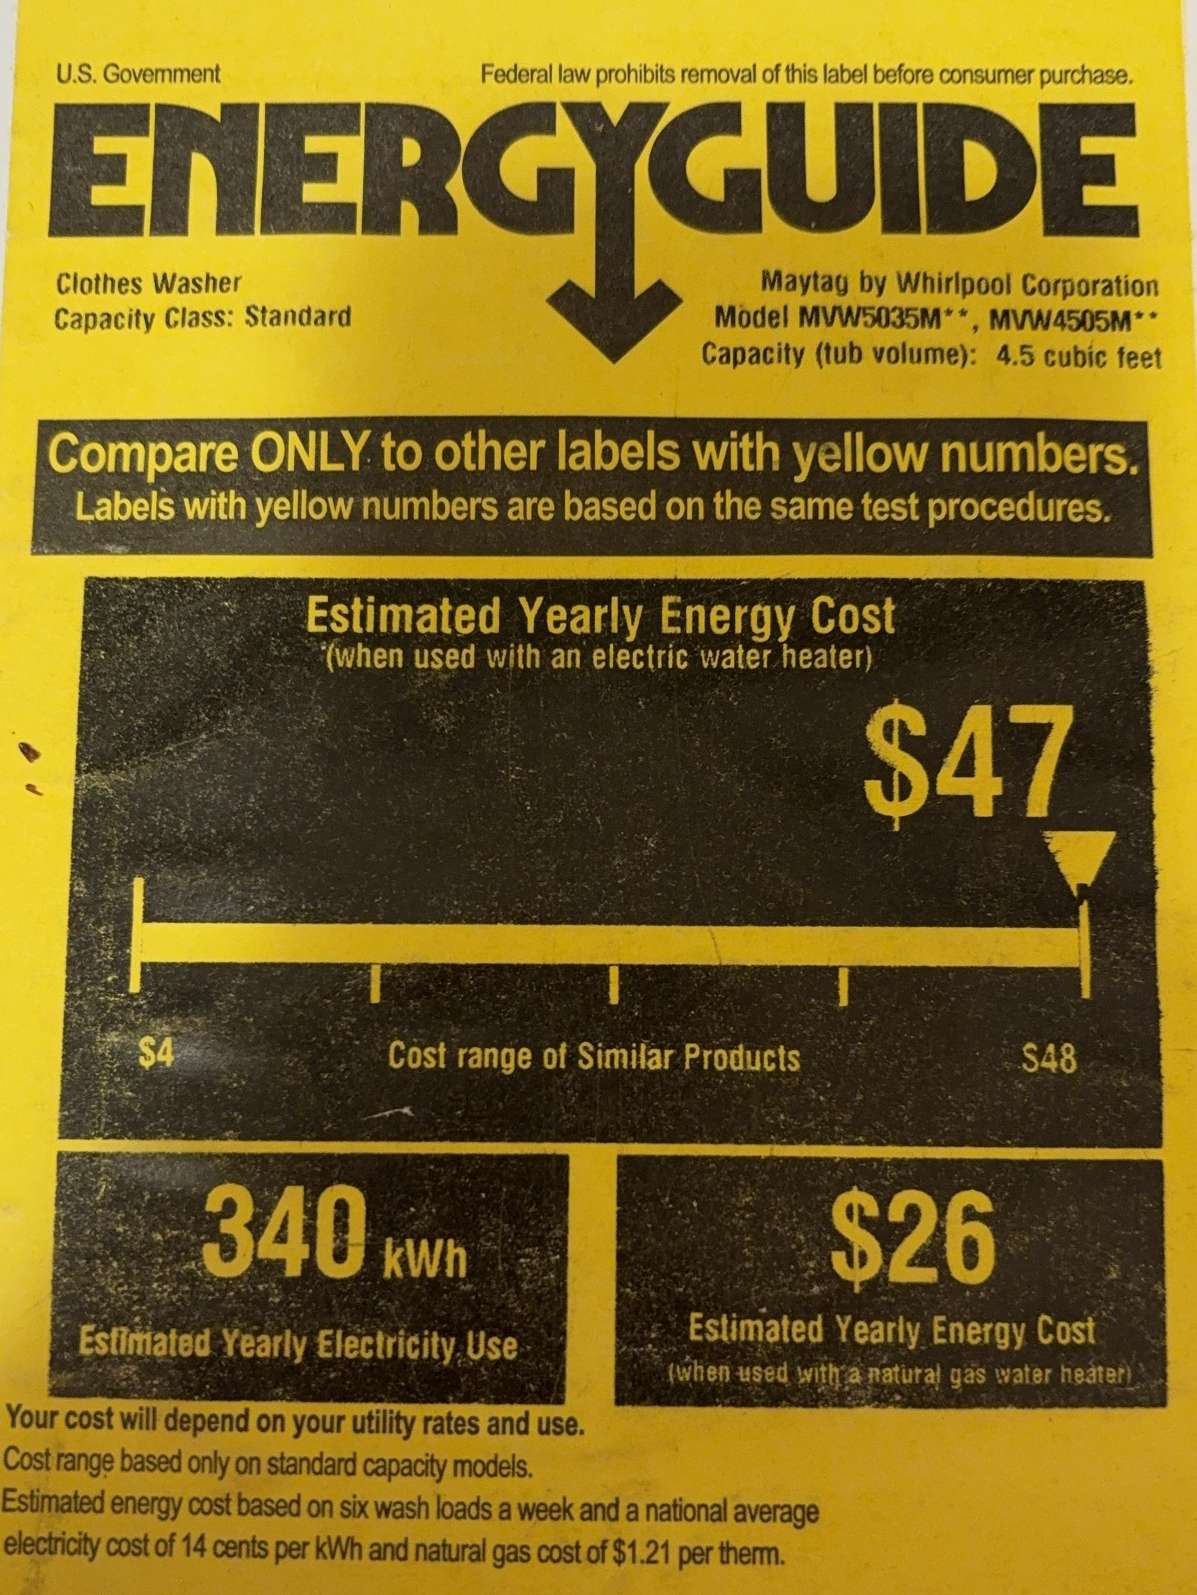 U.S. Government
Federal law prohibits removal of this label before consumer purchase.
ENERGYGUIDE
Clothes Washer
Capacity Class: Standard
Maytag by Whirlpool Corporation
Model MVW5035M**, MVW4505M**
Capacity (tub volume): 4.5 cubic feet
Compare ONLY to other labels with yellow numbers.
Labels with yellow numbers are based on the same test procedures.
Estimated Yearly Energy Cost
(when used with an electric water heater)
$47
$4
Cost range of Similar Products
$48
340 kWh
Estimated Yearly Electricity Use
$26
Estimated Yearly Energy Cost
(when used with a natural gas water heater)
Your cost will depend on your utility rates and use.
Cost range based only on standard capacity models.
Estimated energy cost based on six wash loads a week and a national average
electricity cost of 14 cents per kWh and natural gas cost of $1.21 per therm.